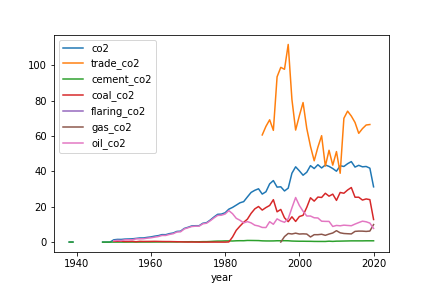 co2
trade_co2
cement_co2
coal_co2
flaring_co2
gas_co2
oil_co2
100
80
60
40
20
0
1940 1960 1980 2000 2020
year